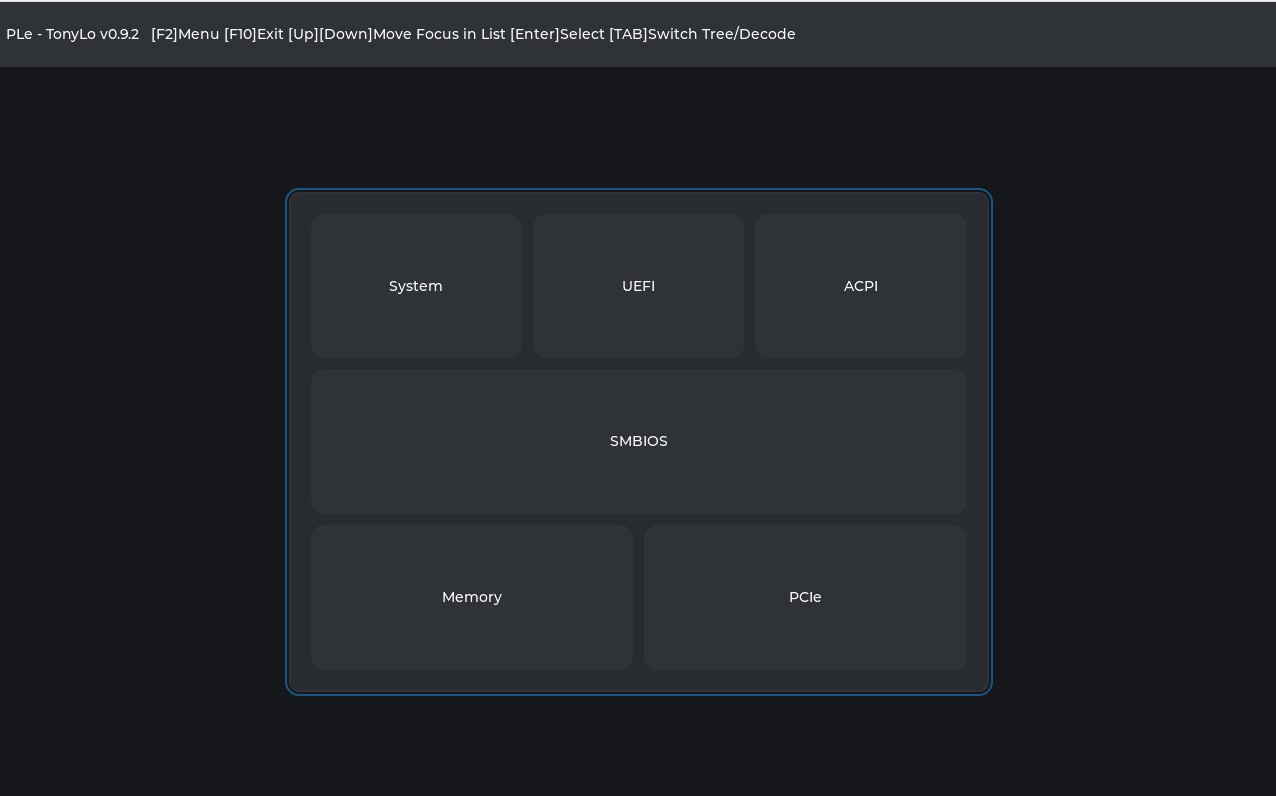 PLe - TonyLo v0.9.2 [F2]Menu [F10]Exit [Up][Down]Move Focus in List [Enter]Select [TAB]Switch Tree/Decode
System
UEFI
ACPI
SMBIOS
Memory
PCIe